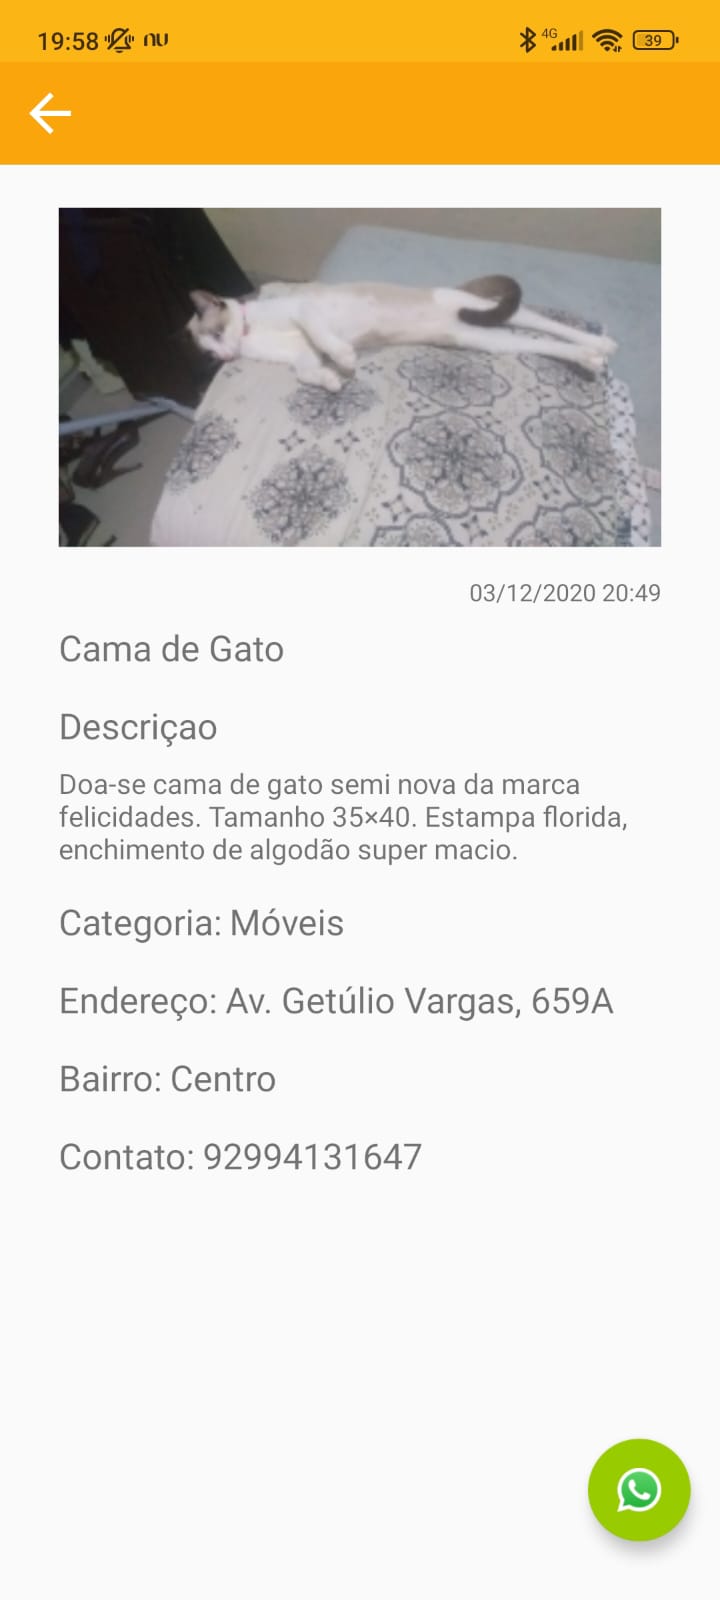 19:58 nu 4G 39
03/12/2020 20:49
Cama de Gato
Descriçao
Doa-se cama de gato semi nova da marca
felicidades. Tamanho 35×40. Estampa florida,
enchimento de algodão super macio.
Categoria: Móveis
Endereço: Av. Getúlio Vargas, 659A
Bairro: Centro
Contato: 92994131647